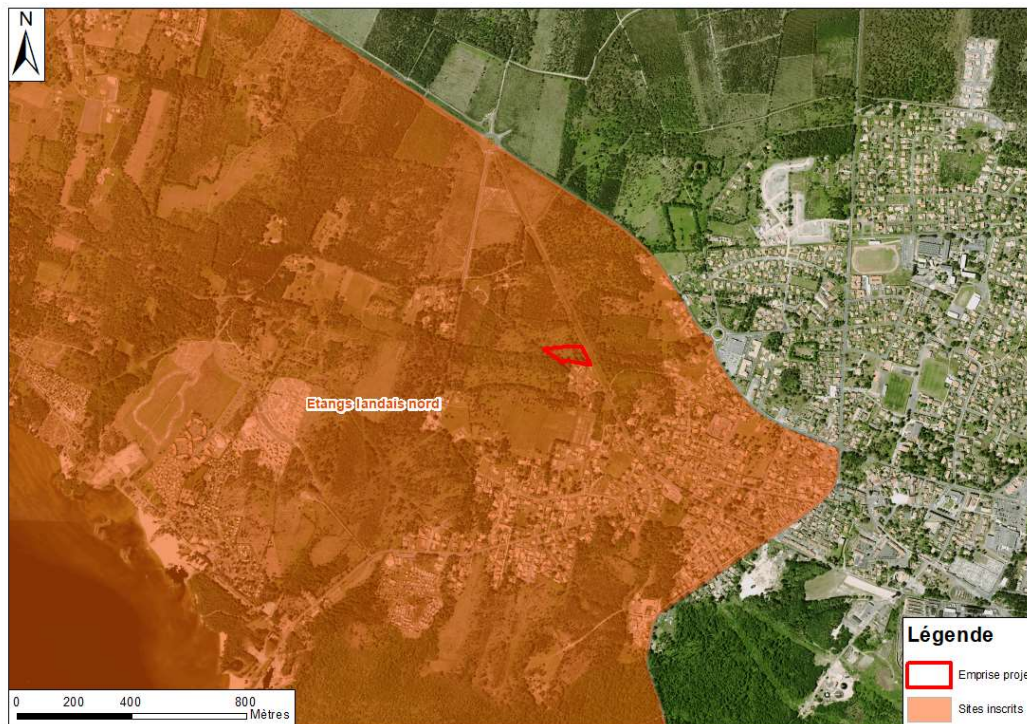 N
Etangs landais nord
0 200 400 800
Mètres
Légende
Emprise proje
Sites inscrits